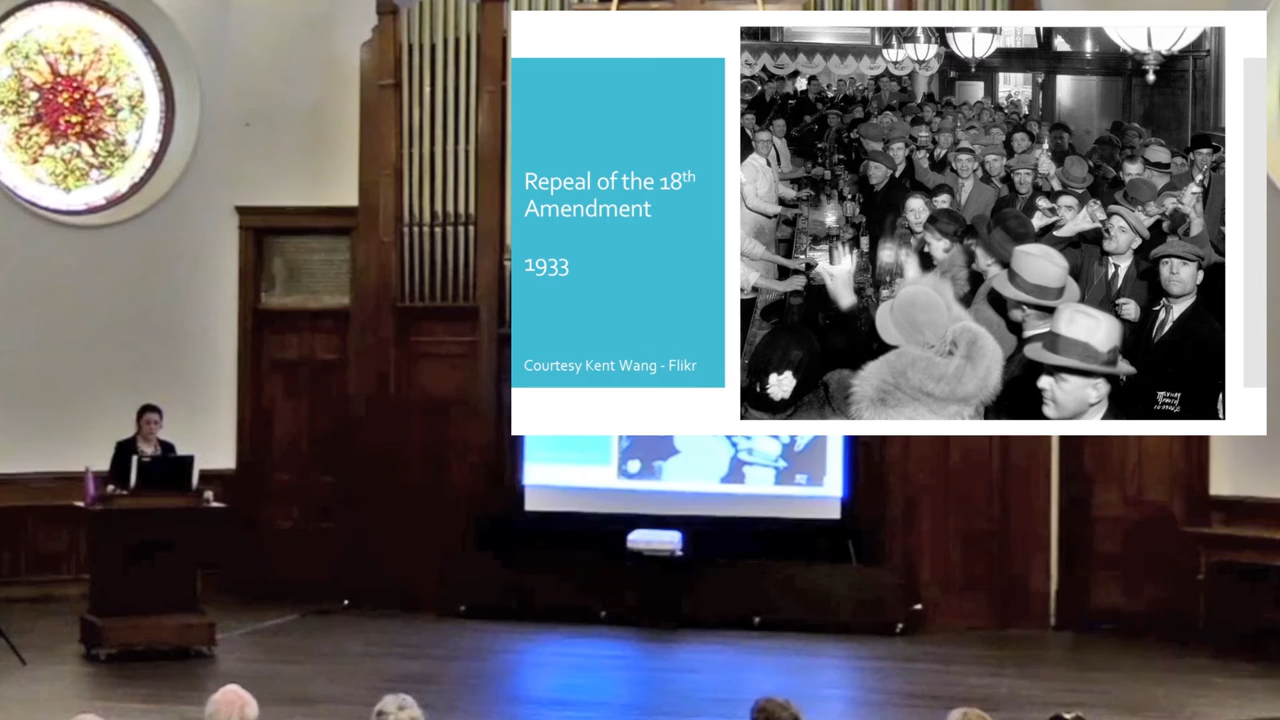 Repeal of the 18th
Amendment
1933
Courtesy Kent Wang - Flikr